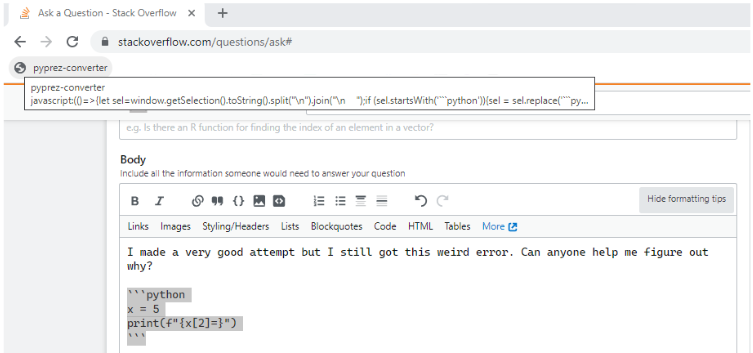 Ask a Question - Stack Overflow
stackoverflow.com/questions/ask#
pyprez-converter
pyprez-converter
javascript:(()=>{let sel=window.getSelection().toString().split("\n").join("\n    ");if (sel.startsWith('```python')){sel = sel.replace('```py...
e.g. Is there an R function for finding the index of an element in a vector?
Body
Include all the information someone would need to answer your question
B I Hide formatting tips
Links Images Styling/Headers Lists Blockquotes Code HTML Tables More
I made a very good attempt but I still got this weird error. Can anyone help me figure out
why?
```python
x = 5
print(f"{x[2]=}")
```